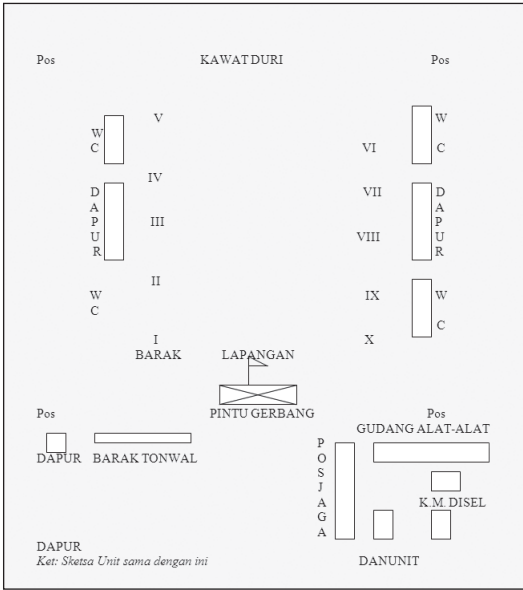 Pos KAWAT DURI Pos
V
W
C
W
C
VI
IV
VII
D
A
P
U
R
D
A
P
U
R
III
VIII
II
IX
W
C
W
C
I
X
BARAK LAPANGAN
Pos PINTU GERBANG Pos
GUDANG ALAT-ALAT
DAPUR BARAK TONWAL
P
O
S
J
A
G
A
K.M. DISEL
DAPUR
Ket: Sketsa Unit sama dengan ini
DANUNIT